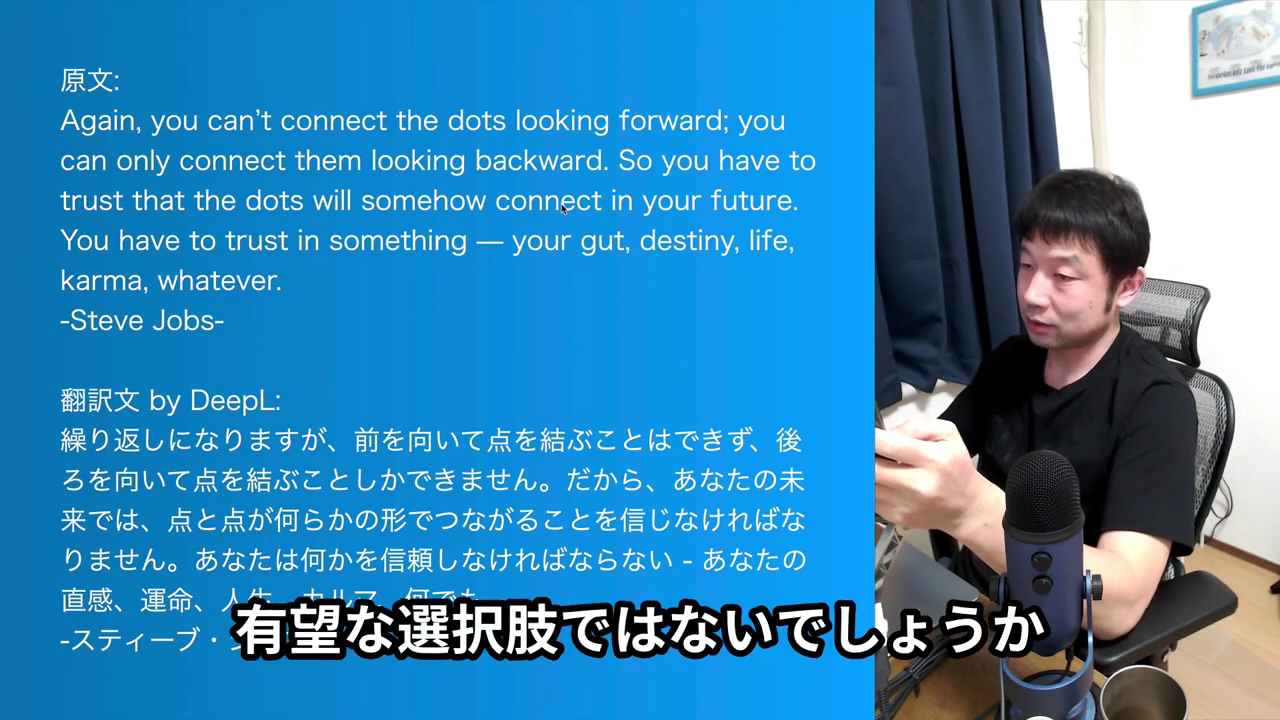 原文:
Again, you can't connect the dots looking forward; you
can only connect them looking backward. So you have to
trust that the dots will somehow connect in your future.
You have to trust in something — your gut, destiny, life,
karma, whatever.
-Steve Jobs-
翻訳文 by DeepL:
繰り返しになりますが、前を向いて点を結ぶことはできず、後
ろを向いて点を結ぶことしかできません。だから、あなたの未
来では、点と点が何らかの形でつながることを信じなければな
りません。あなたは何かを信頼しなければならない - あなたの
直感、運命、人生、カルマ、何でも
-スティーブ・
有望な選択肢ではないでしょうか